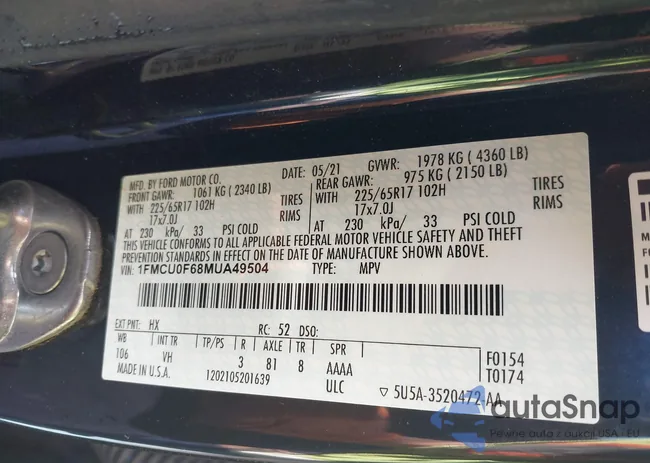 MFD. BY FORD MOTOR CO.
DATE: 05/21 GVWR: 1978 KG ( 4360 LB)
FRONT GAWR: 1061 KG ( 2340 LB)
REAR GAWR: 975 KG ( 2150 LB)
WITH 225/65R17 102H TIRES
WITH 225/65R17 102H TIRES
17x7.0J RIMS
17x7.0J RIMS
AT 230 kPa/ 33 PSI COLD
AT 230 kPa/ 33 PSI COLD
THIS VEHICLE CONFORMS TO ALL APPLICABLE FEDERAL MOTOR VEHICLE SAFETY AND THEFT
PREVENTION STANDARDS IN EFFECT ON THE DATE OF MANUFACTURE SHOWN ABOVE.
VIN: 1FMCU0F68MUA49504 TYPE: MPV
EXT PNT: HX RC: 52 DSO:
WB INT TR TP/PS R AXLE TR SPR
106 VH 3 81 8 AAAA
F0154
T0174
MADE IN U.S.A. 1202105201639 ULC
▽ 5U5A-3520472-AA
autoSnap
Pewne auta z aukcji USA - EU